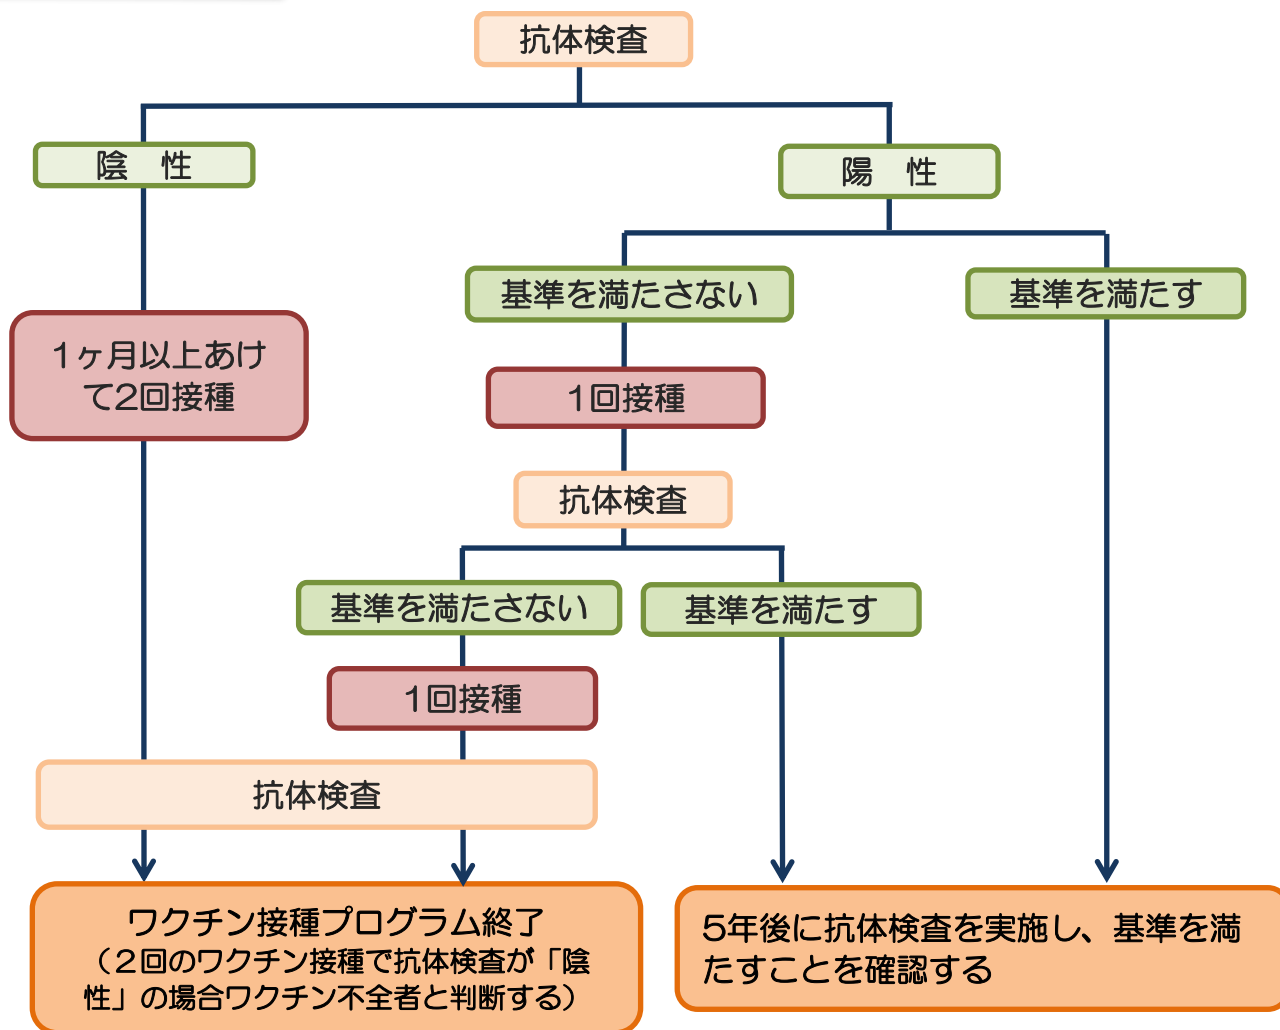 抗体検査
陰　性
陽　性
基準を満たさない
基準を満たす
1ヶ月以上あけ
て2回接種
1回接種
抗体検査
基準を満たさない
基準を満たす
1回接種
抗体検査
ワクチン接種プログラム終了
（２回のワクチン接種で抗体検査が「陰
性」の場合ワクチン不全者と判断する）
5年後に抗体検査を実施し、基準を満
たすことを確認する